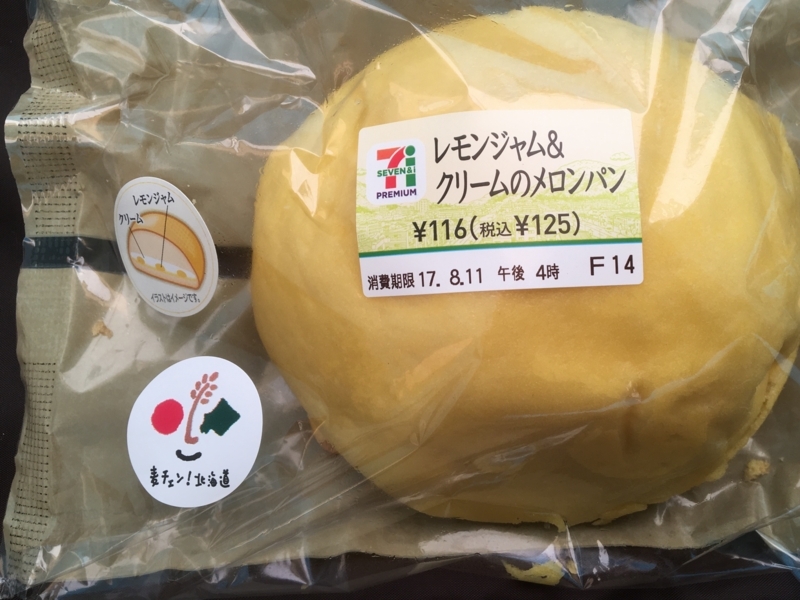 レモンジャム&
クリームのメロンパン
SEVEN&i
PREMIUM
¥116(税込¥125)
消費期限 17. 8.11 午後 4時 F14
レモンジャム
クリーム
イラストはイメージです。
麦チェン!北海道